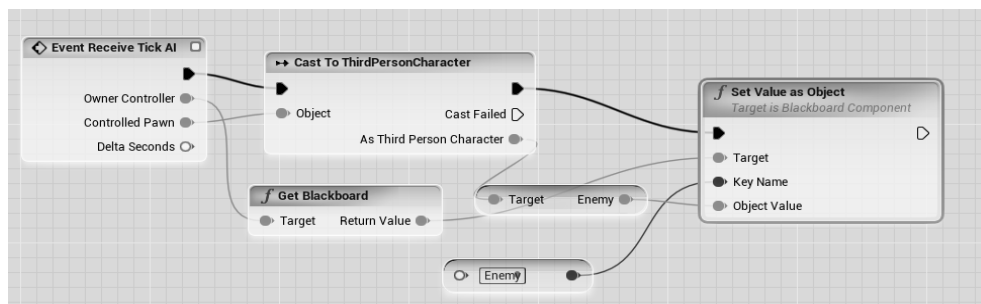 Event Receive Tick AI
Owner Controller
Controlled Pawn
Delta Seconds
Cast To ThirdPersonCharacter
Object
Cast Failed
As Third Person Character
f Get Blackboard
Target Return Value
Target Enemy
Enemy
f Set Value as Object
Target is Blackboard Component
Target
Key Name
Object Value